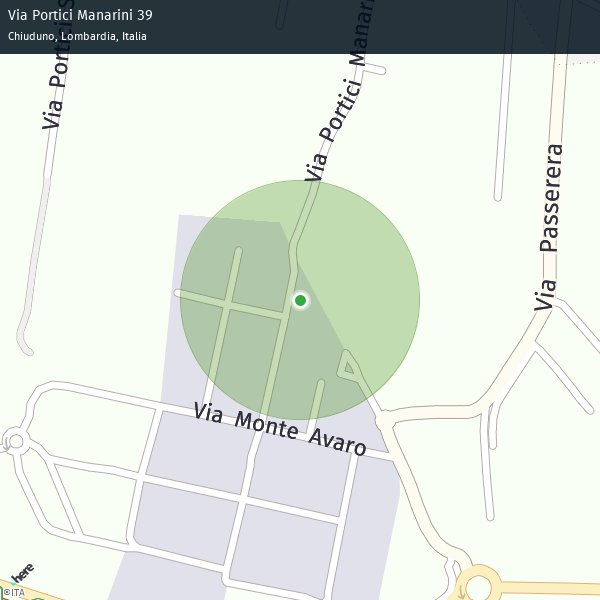 Via Portici Manarini 39
Chiuduno, Lombardia, Italia
Via Portici S
Via Portici Manari
Via Passerera
Via Monte Avaro
here
©ITA